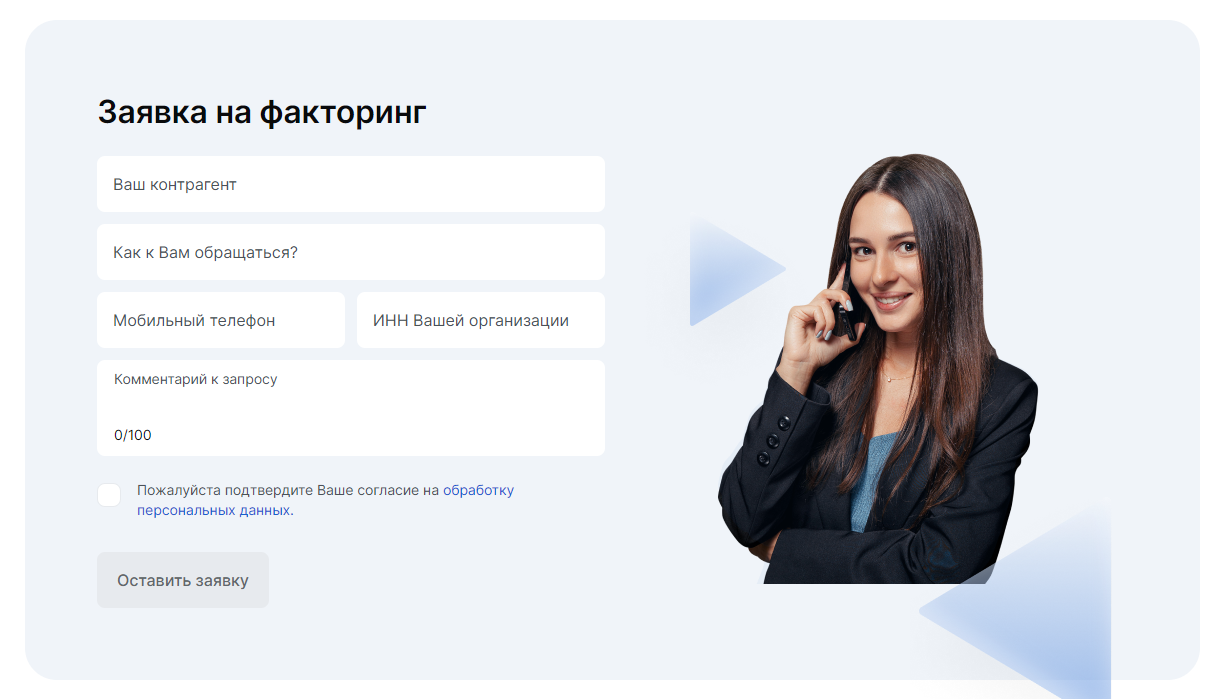 Заявка на факторинг
Ваш контрагент
Как к Вам обращаться?
Мобильный телефон
ИНН Вашей организации
Комментарий к запросу
0/100
Пожалуйста подтвердите Ваше согласие на обработку
персональных данных.
Оставить заявку